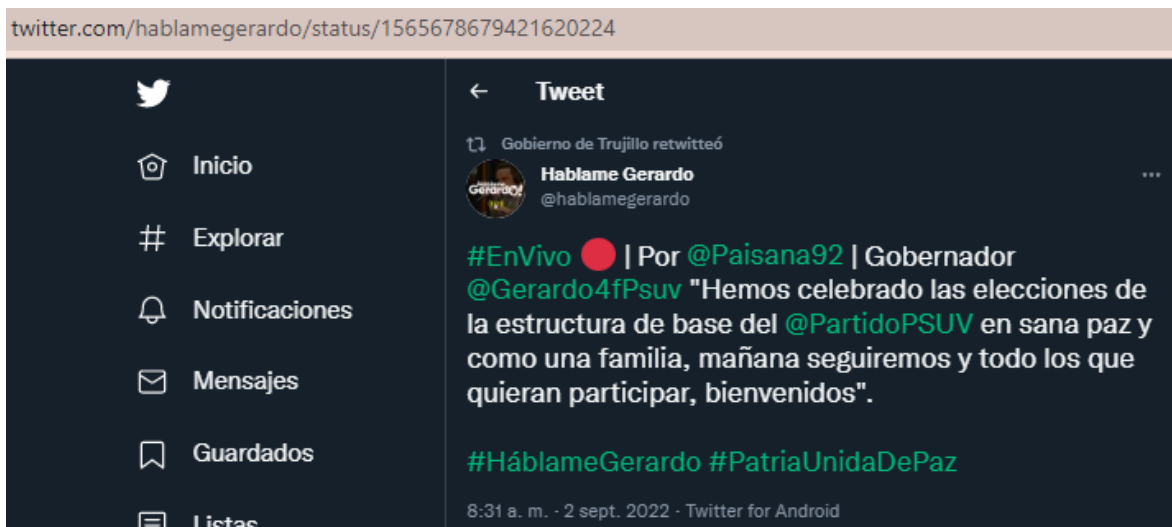 twitter.com/hablamegerardo/status/1565678679421620224
Tweet
Gobierno de Trujillo retwitteó
Inicio
Hablame Gerardo
@hablamegerardo
Explorar
#EnVivo | Por @Paisana92 | Gobernador
@Gerardo4fPsuv "Hemos celebrado las elecciones de
la estructura de base del @PartidoPSUV en sana paz y
como una familia, mañana seguiremos y todo los que
quieran participar, bienvenidos".
Notificaciones
Mensajes
Guardados
#HáblameGerardo #PatriaUnidaDePaz
8:31 a. m. · 2 sept. 2022 · Twitter for Android
Listas